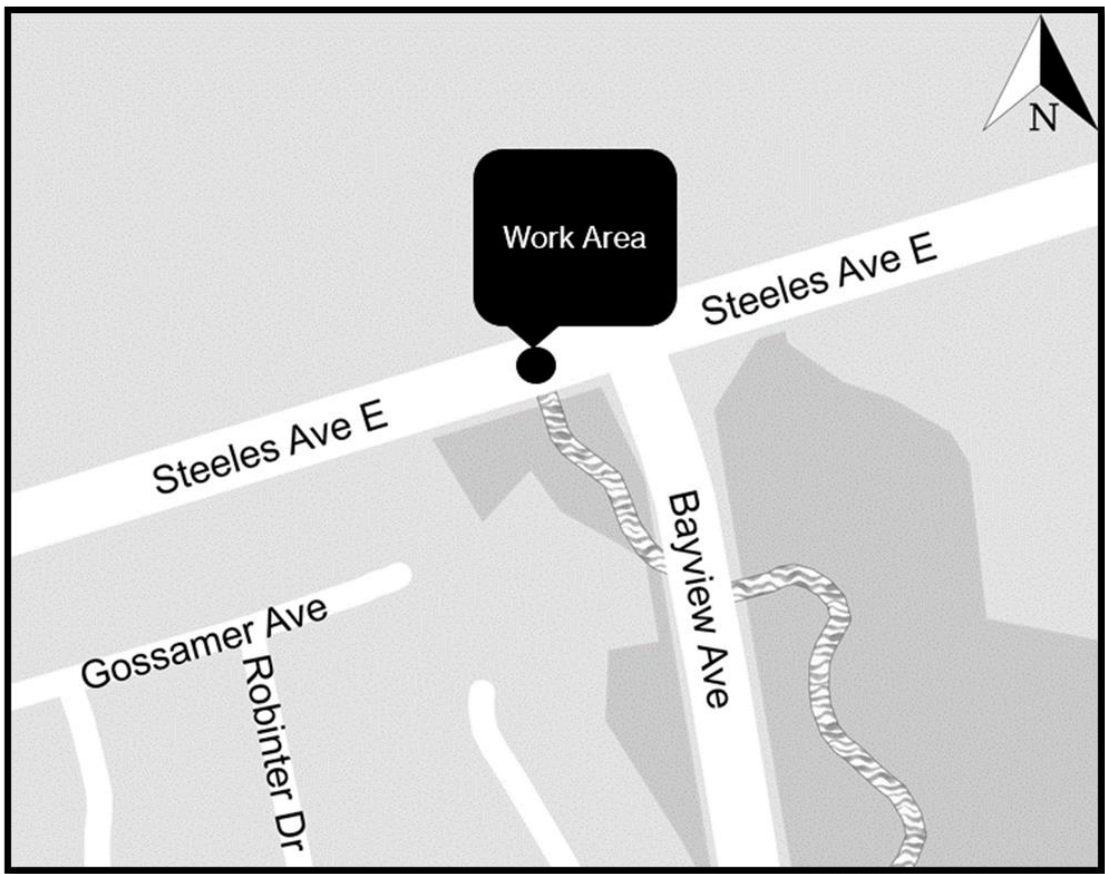 N
Work Area
Steeles Ave E
Steeles Ave E
Bayview Ave
Gossamer Ave
Robinter Dr